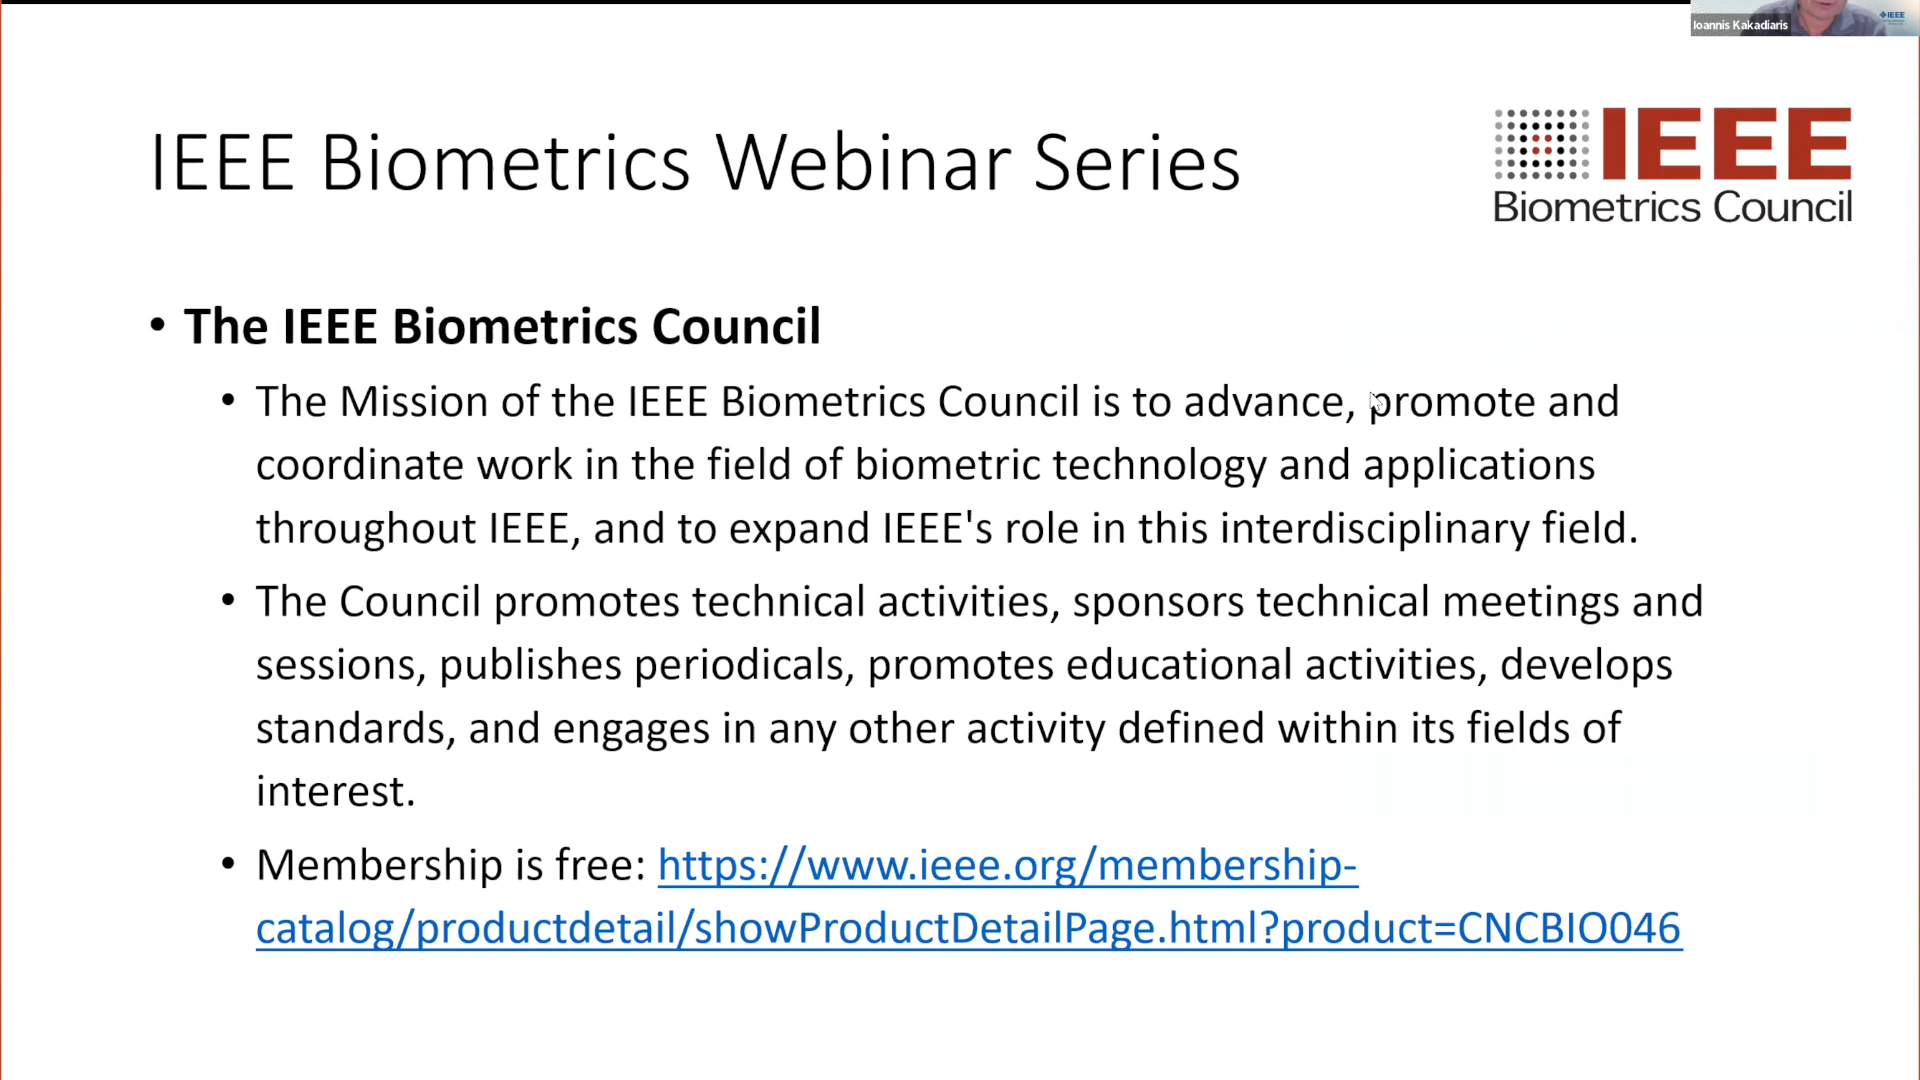 Ioannis Kakadiaris
IEEE
IEEE Biometrics Webinar Series
IEEE
Biometrics Council
• The IEEE Biometrics Council
• The Mission of the IEEE Biometrics Council is to advance, promote and
coordinate work in the field of biometric technology and applications
throughout IEEE, and to expand IEEE's role in this interdisciplinary field.
• The Council promotes technical activities, sponsors technical meetings and
sessions, publishes periodicals, promotes educational activities, develops
standards, and engages in any other activity defined within its fields of
interest.
• Membership is free: https://www.ieee.org/membership-
catalog/productdetail/showProductDetailPage.html?product=CNCBIO046